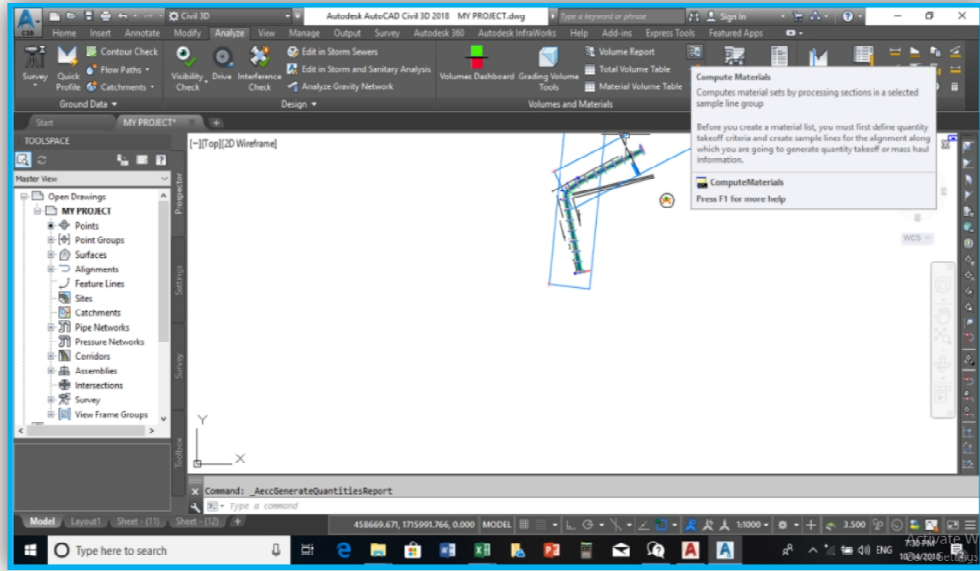 Civil 3D
Autodesk AutoCAD Civil 3D 2018 MY PROJECT.dwg
Type a keyword or phrase
Sign In
Home Insert Annotate Modify Analyze View Manage Output Survey Autodesk 360 Autodesk InfraWorks Help Add-ins Express Tools Featured Apps
Survey
Quick Profile
Contour Check
Flow Paths
Catchments
Ground Data
Visibility Check
Drive
Interference Check
Edit in Storm Sewers
Edit in Storm and Sanitary Analysis
Analyze Gravity Network
Design
Volumes Dashboard
Grading Volume Tools
Volume Report
Total Volume Table
Material Volume Table
Volumes and Materials
Compute Materials
Computes material sets by processing sections in a selected
sample line group
Before you create a material list, you must first define quantity
takeoff criteria and create sample lines for the alignment along
which you are going to generate quantity takeoff or mass haul
information.
ComputeMaterials
Press F1 for more help
Start
MY PROJECT*
TOOLSPACE
Master View
Open Drawings
MY PROJECT
Points
Point Groups
Surfaces
Alignments
Feature Lines
Sites
Catchments
Pipe Networks
Pressure Networks
Corridors
Assemblies
Intersections
Survey
View Frame Groups
Prospector
Settings
Survey
Toolbox
[−][Top][2D Wireframe]
WCS
Y
X
Command: _AeccGenerateQuantitiesReport
Type a command
Model Layout1 Sheet - (11) Sheet - (12) +
458669.671, 1715991.766, 0.000 MODEL
1:1000
3.500
Type here to search
ENG
7:30 PM